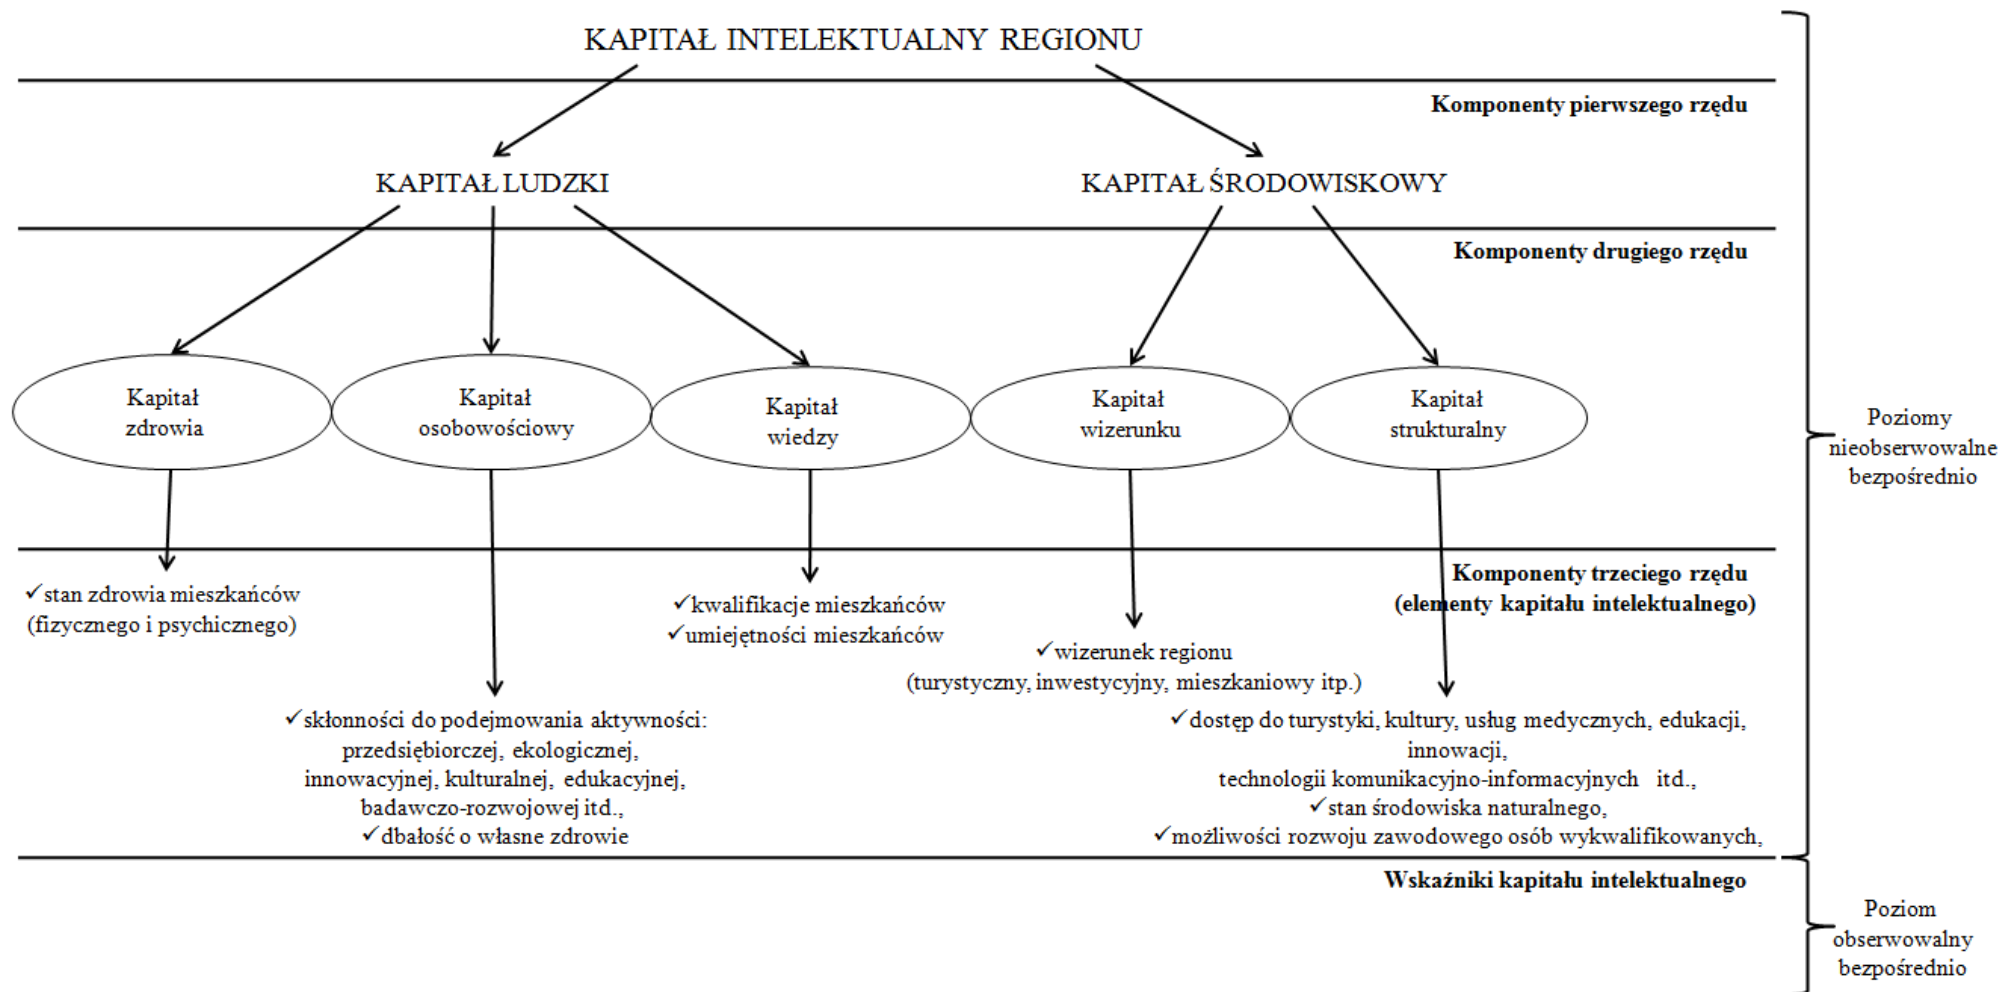 KAPITAŁ INTELEKTUALNY REGIONU
Komponenty pierwszego rzędu
KAPITAŁ LUDZKI
KAPITAŁ ŚRODOWISKOWY
Komponenty drugiego rzędu
Kapitał
zdrowia
Kapitał
osobowościowy
Kapitał
wiedzy
Kapitał
wizerunku
Kapitał
strukturalny
Poziomy
nieobserwowalne
bezpośrednio
Komponenty trzeciego rzędu
(elementy kapitału intelektualnego)
✓stan zdrowia mieszkańców
(fizycznego i psychicznego)
✓skłonności do podejmowania aktywności:
przedsiębiorczej, ekologicznej,
innowacyjnej, kulturalnej, edukacyjnej,
badawczo-rozwojowej itd.,
✓dbałość o własne zdrowie
✓kwalifikacje mieszkańców
✓umiejętności mieszkańców
✓wizerunek regionu
(turystyczny, inwestycyjny, mieszkaniowy itp.)
✓dostęp do turystyki, kultury, usług medycznych, edukacji,
innowacji,
technologii komunikacyjno-informacyjnych itd.,
✓stan środowiska naturalnego,
✓możliwości rozwoju zawodowego osób wykwalifikowanych,
Wskaźniki kapitału intelektualnego
Poziom
obserwowalny
bezpośrednio